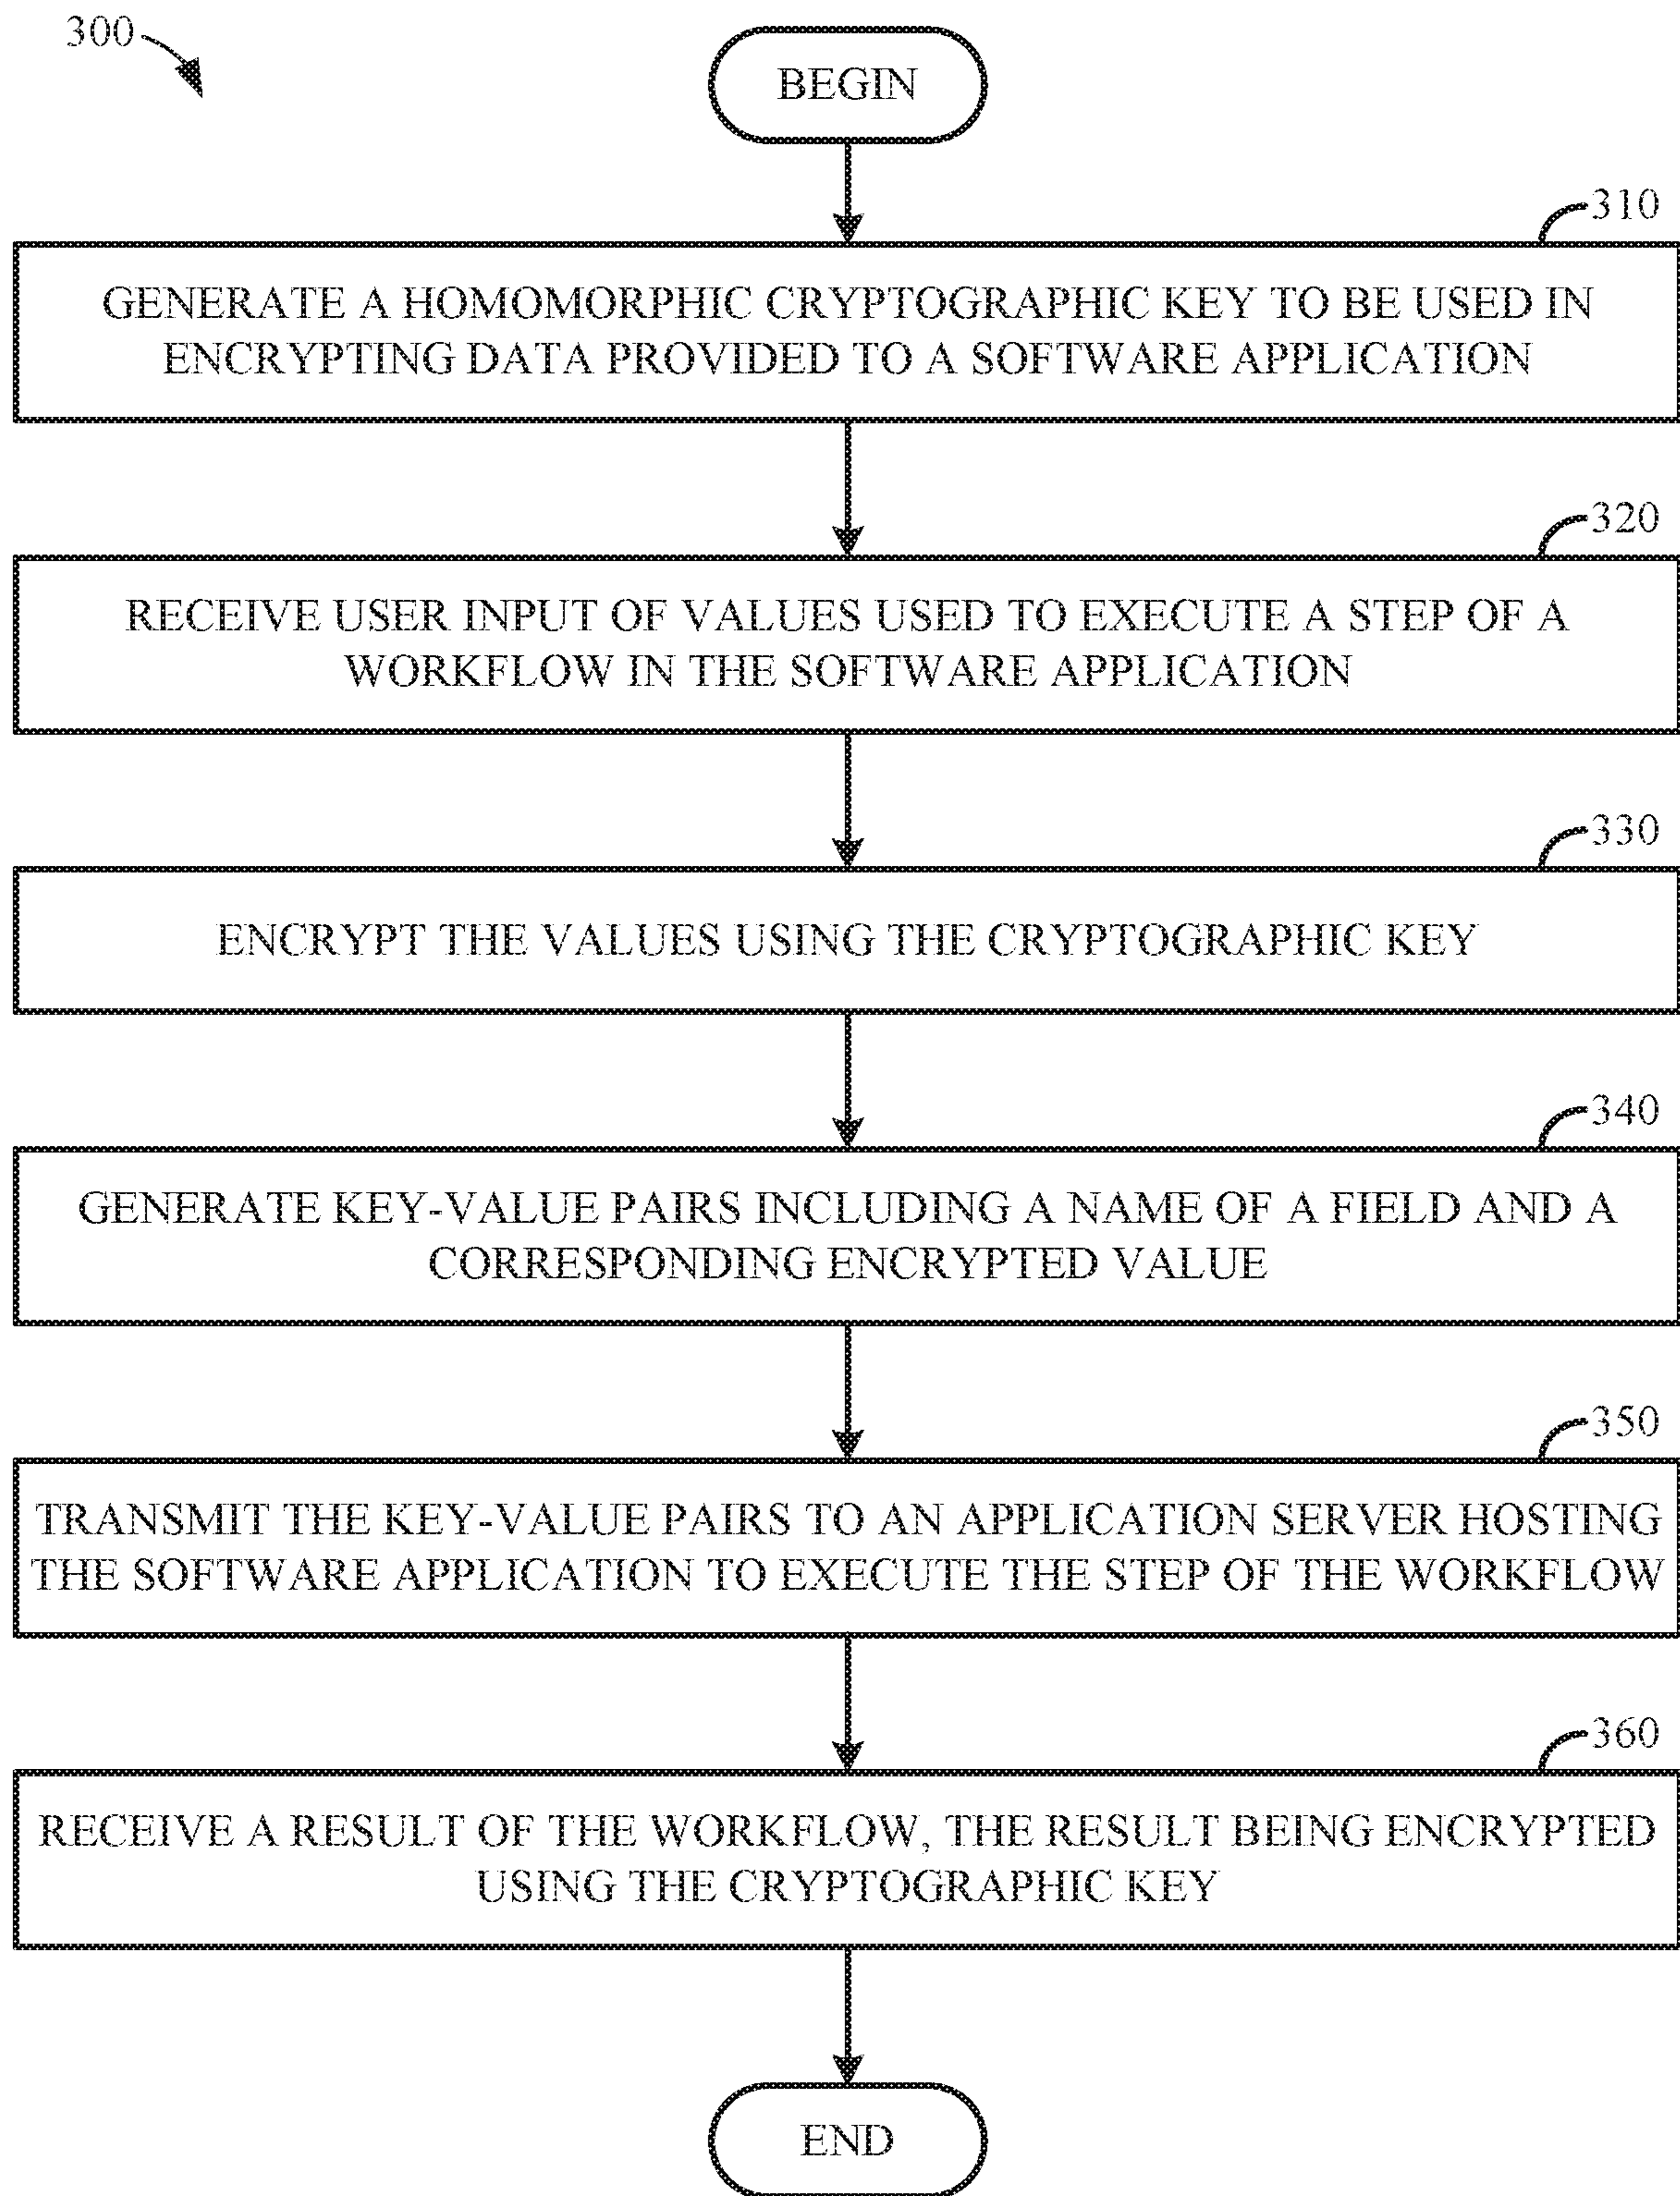 300
BEGIN
310
GENERATE A HOMOMORPHIC CRYPTOGRAPHIC KEY TO BE USED IN
ENCRYPTING DATA PROVIDED TO A SOFTWARE APPLICATION
320
RECEIVE USER INPUT OF VALUES USED TO EXECUTE A STEP OF A
WORKFLOW IN THE SOFTWARE APPLICATION
330
ENCRYPT THE VALUES USING THE CRYPTOGRAPHIC KEY
340
GENERATE KEY-VALUE PAIRS INCLUDING A NAME OF A FIELD AND A
CORRESPONDING ENCRYPTED VALUE
350
TRANSMIT THE KEY-VALUE PAIRS TO AN APPLICATION SERVER HOSTING
THE SOFTWARE APPLICATION TO EXECUTE THE STEP OF THE WORKFLOW
360
RECEIVE A RESULT OF THE WORKFLOW, THE RESULT BEING ENCRYPTED
USING THE CRYPTOGRAPHIC KEY
END